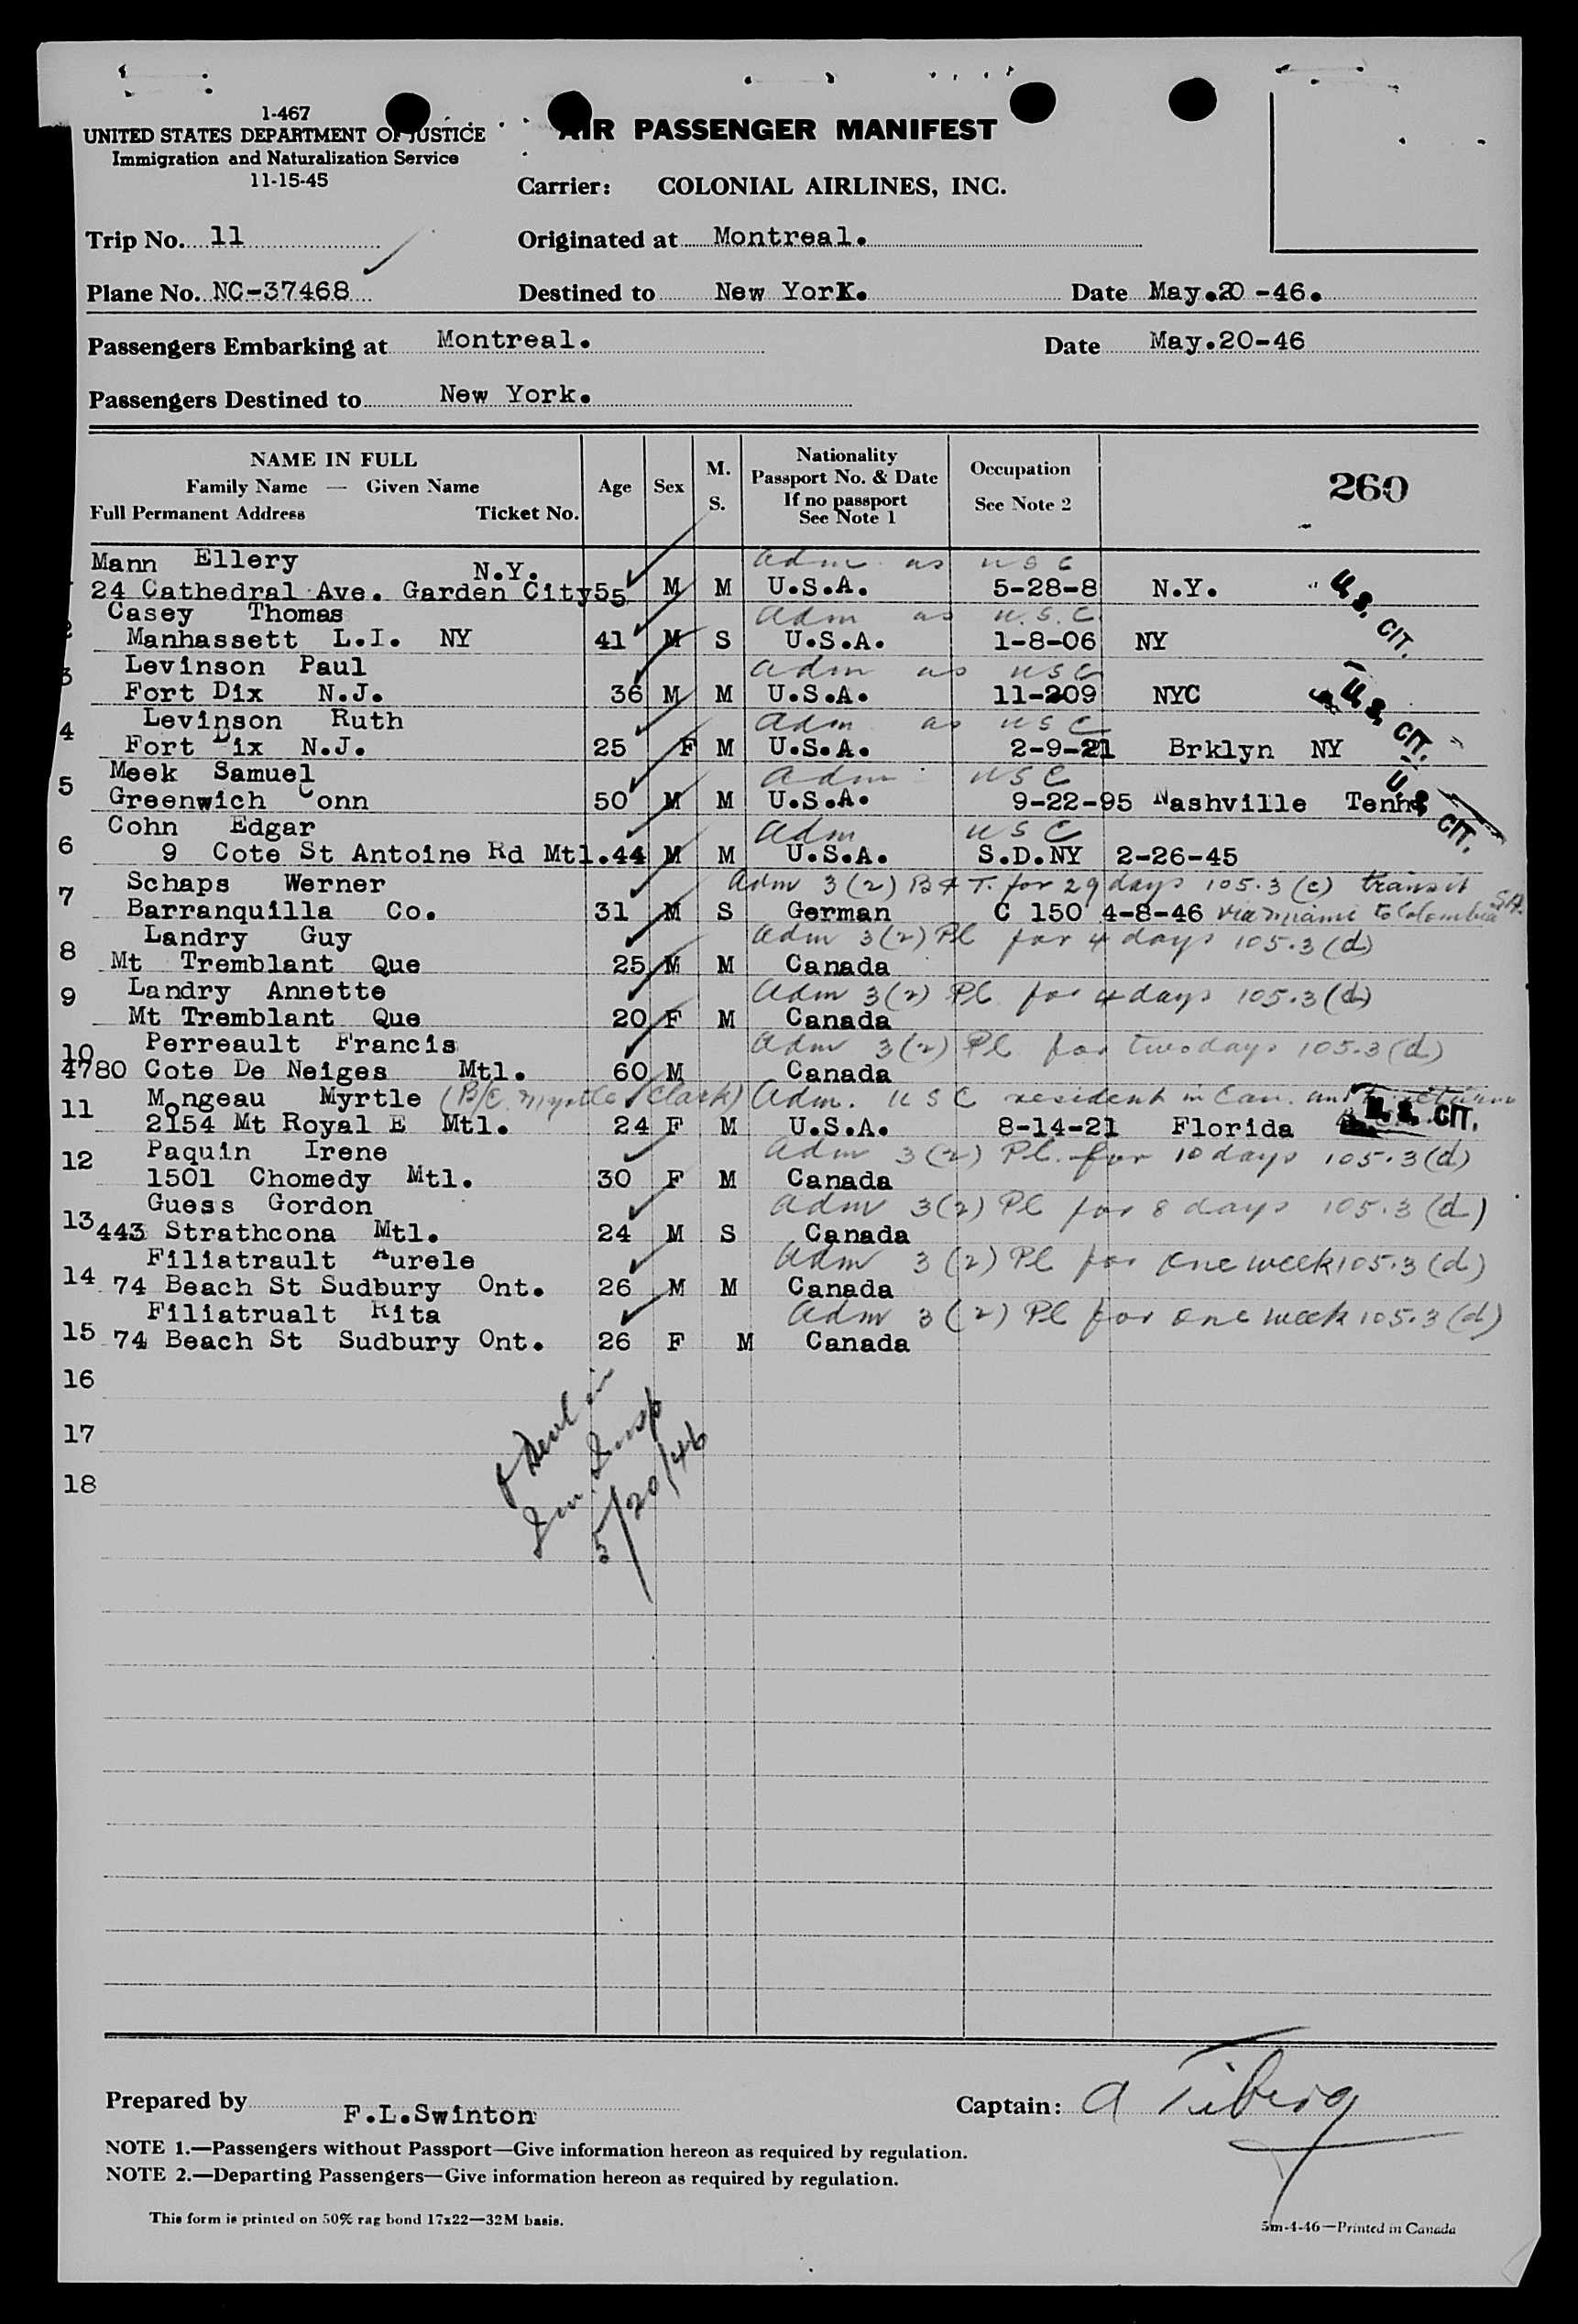 1-467
UNITED STATES DEPARTMENT OF JUSTICE
Immigration and Naturalization Service
11-15-45
AIR PASSENGER MANIFEST
Carrier: COLONIAL AIRLINES, INC.
Trip No. 11
Originated at Montreal.
Plane No. NC-37468
Destined to New York.
Date May.20 -46.
Passengers Embarking at Montreal.
Date May.20-46
Passengers Destined to New York.
NAME IN FULL
Family Name — Given Name
Full Permanent Address Ticket No.
Age
Sex
M.
S.
Nationality
Passport No. & Date
If no passport
See Note 1
Occupation
See Note 2
260
Mann Ellery N.Y. adm as USC
24 Cathedral Ave. Garden City 55 M M U.S.A. 5-28-8 N.Y. U.S. CIT.
2 Casey Thomas adm as U.S.C.
Manhassett L.I. NY 41 M S U.S.A. 1-8-06 NY
3 Levinson Paul adm as USC
Fort Dix N.J. 36 M M U.S.A. 11-209 NYC U.S. CIT.
4 Levinson Ruth adm as USC
Fort Dix N.J. 25 F M U.S.A. 2-9-21 Brklyn NY
5 Meek Samuel adm USC
Greenwich Conn 50 M M U.S.A. 9-22-95 Nashville Tenn. U.S. CIT.
6 Cohn Edgar adm USC
9 Cote St Antoine Rd Mtl. 44 M M U.S.A. S.D.NY 2-26-45
7 Schaps Werner adm 3(2) B & T. for 29 days 105.3(c) transit
Barranquilla Co. 31 M S German C 150 4-8-46 via Miami to Colombia S.A.
8 Landry Guy adm 3(2) Pl for 4 days 105.3(d)
Mt Tremblant Que 25 M M Canada
9 Landry Annette adm 3(2) Pl for 4 days 105.3(d)
Mt Tremblant Que 20 F M Canada
10 Perreault Francis adm 3(2) Pl for two days 105.3(d)
4780 Cote De Neiges Mtl. 60 M Canada
11 Mongeau Myrtle (B/C Myrtle Clark) Adm. USC resident in Can.
2154 Mt Royal E Mtl. 24 F M U.S.A. 8-14-21 Florida U.S. CIT.
12 Paquin Irene adm 3(2) Pl. for 10 days 105.3(d)
1501 Chomedy Mtl. 30 F M Canada
13 Guess Gordon adm 3(2) Pl for 8 days 105.3(d)
443 Strathcona Mtl. 24 M S Canada
14 Filiatrault Aurele adm 3(2) Pl for one week 105.3(d)
74 Beach St Sudbury Ont. 26 M M Canada
15 Filiatrualt Rita adm 3(2) Pl for one week 105.3(d)
74 Beach St Sudbury Ont. 26 F M Canada
16
17
18
Im. Insp
5/20/46
Prepared by F.L.Swinton
Captain: A
NOTE 1.—Passengers without Passport—Give information hereon as required by regulation.
NOTE 2.—Departing Passengers—Give information hereon as required by regulation.
This form is printed on 50% rag bond 17x22—32M basis.
5m-4-46—Printed in Canada